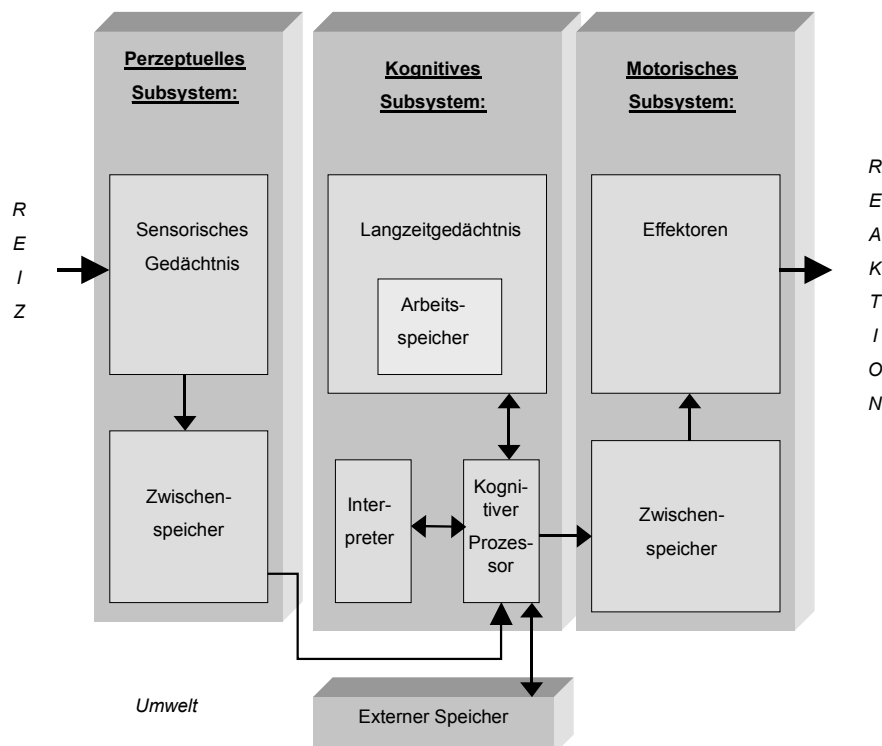 Perzeptuelles
Subsystem:
Kognitives
Subsystem:
Motorisches
Subsystem:
R
E
I
Z
Sensorisches
Gedächtnis
Zwischen-
speicher
Langzeitgedächtnis
Arbeits-
speicher
Inter-
preter
Kogni-
tiver
Prozes-
sor
Effektoren
Zwischen-
speicher
R
E
A
K
T
I
O
N
Umwelt
Externer Speicher